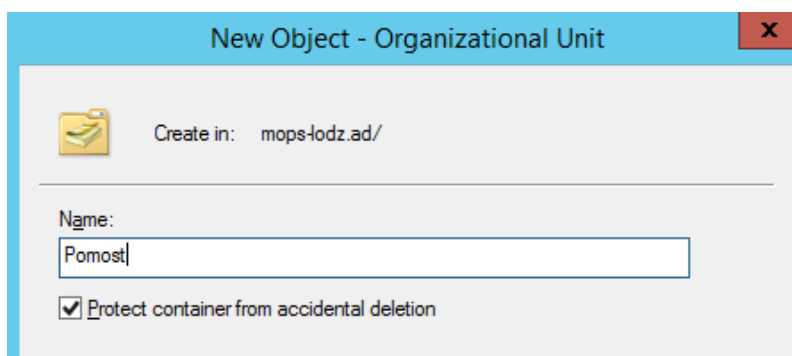 New Object - Organizational Unit
x
Create in: mops-lodz.ad/
Name:
Pomost
Protect container from accidental deletion